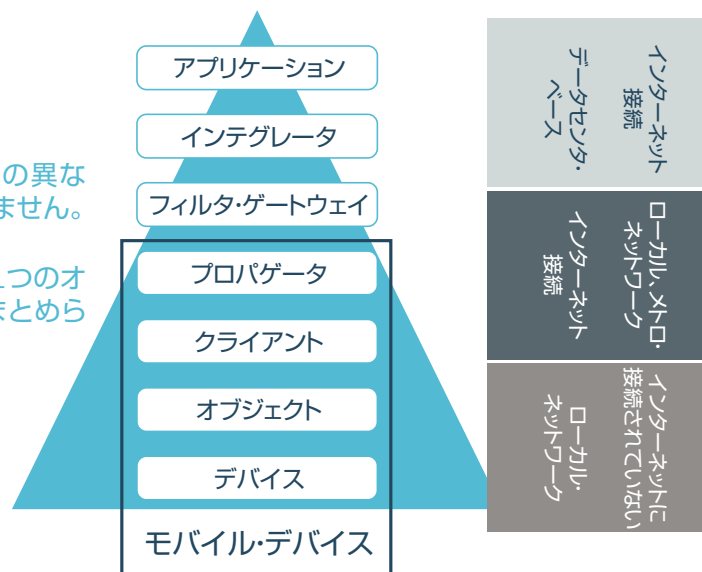 アプリケーション
インテグレータ
フィルタ・ゲートウェイ
の異な
ません。
プロパゲータ
1つのオ
まとめら
クライアント
オブジェクト
デバイス
モバイル・デバイス
インターネット
接続
データセンタ・
ベース
ローカル、メトロ・
ネットワーク
インターネット
接続
インターネットに
接続されていない
ローカル・
ネットワーク